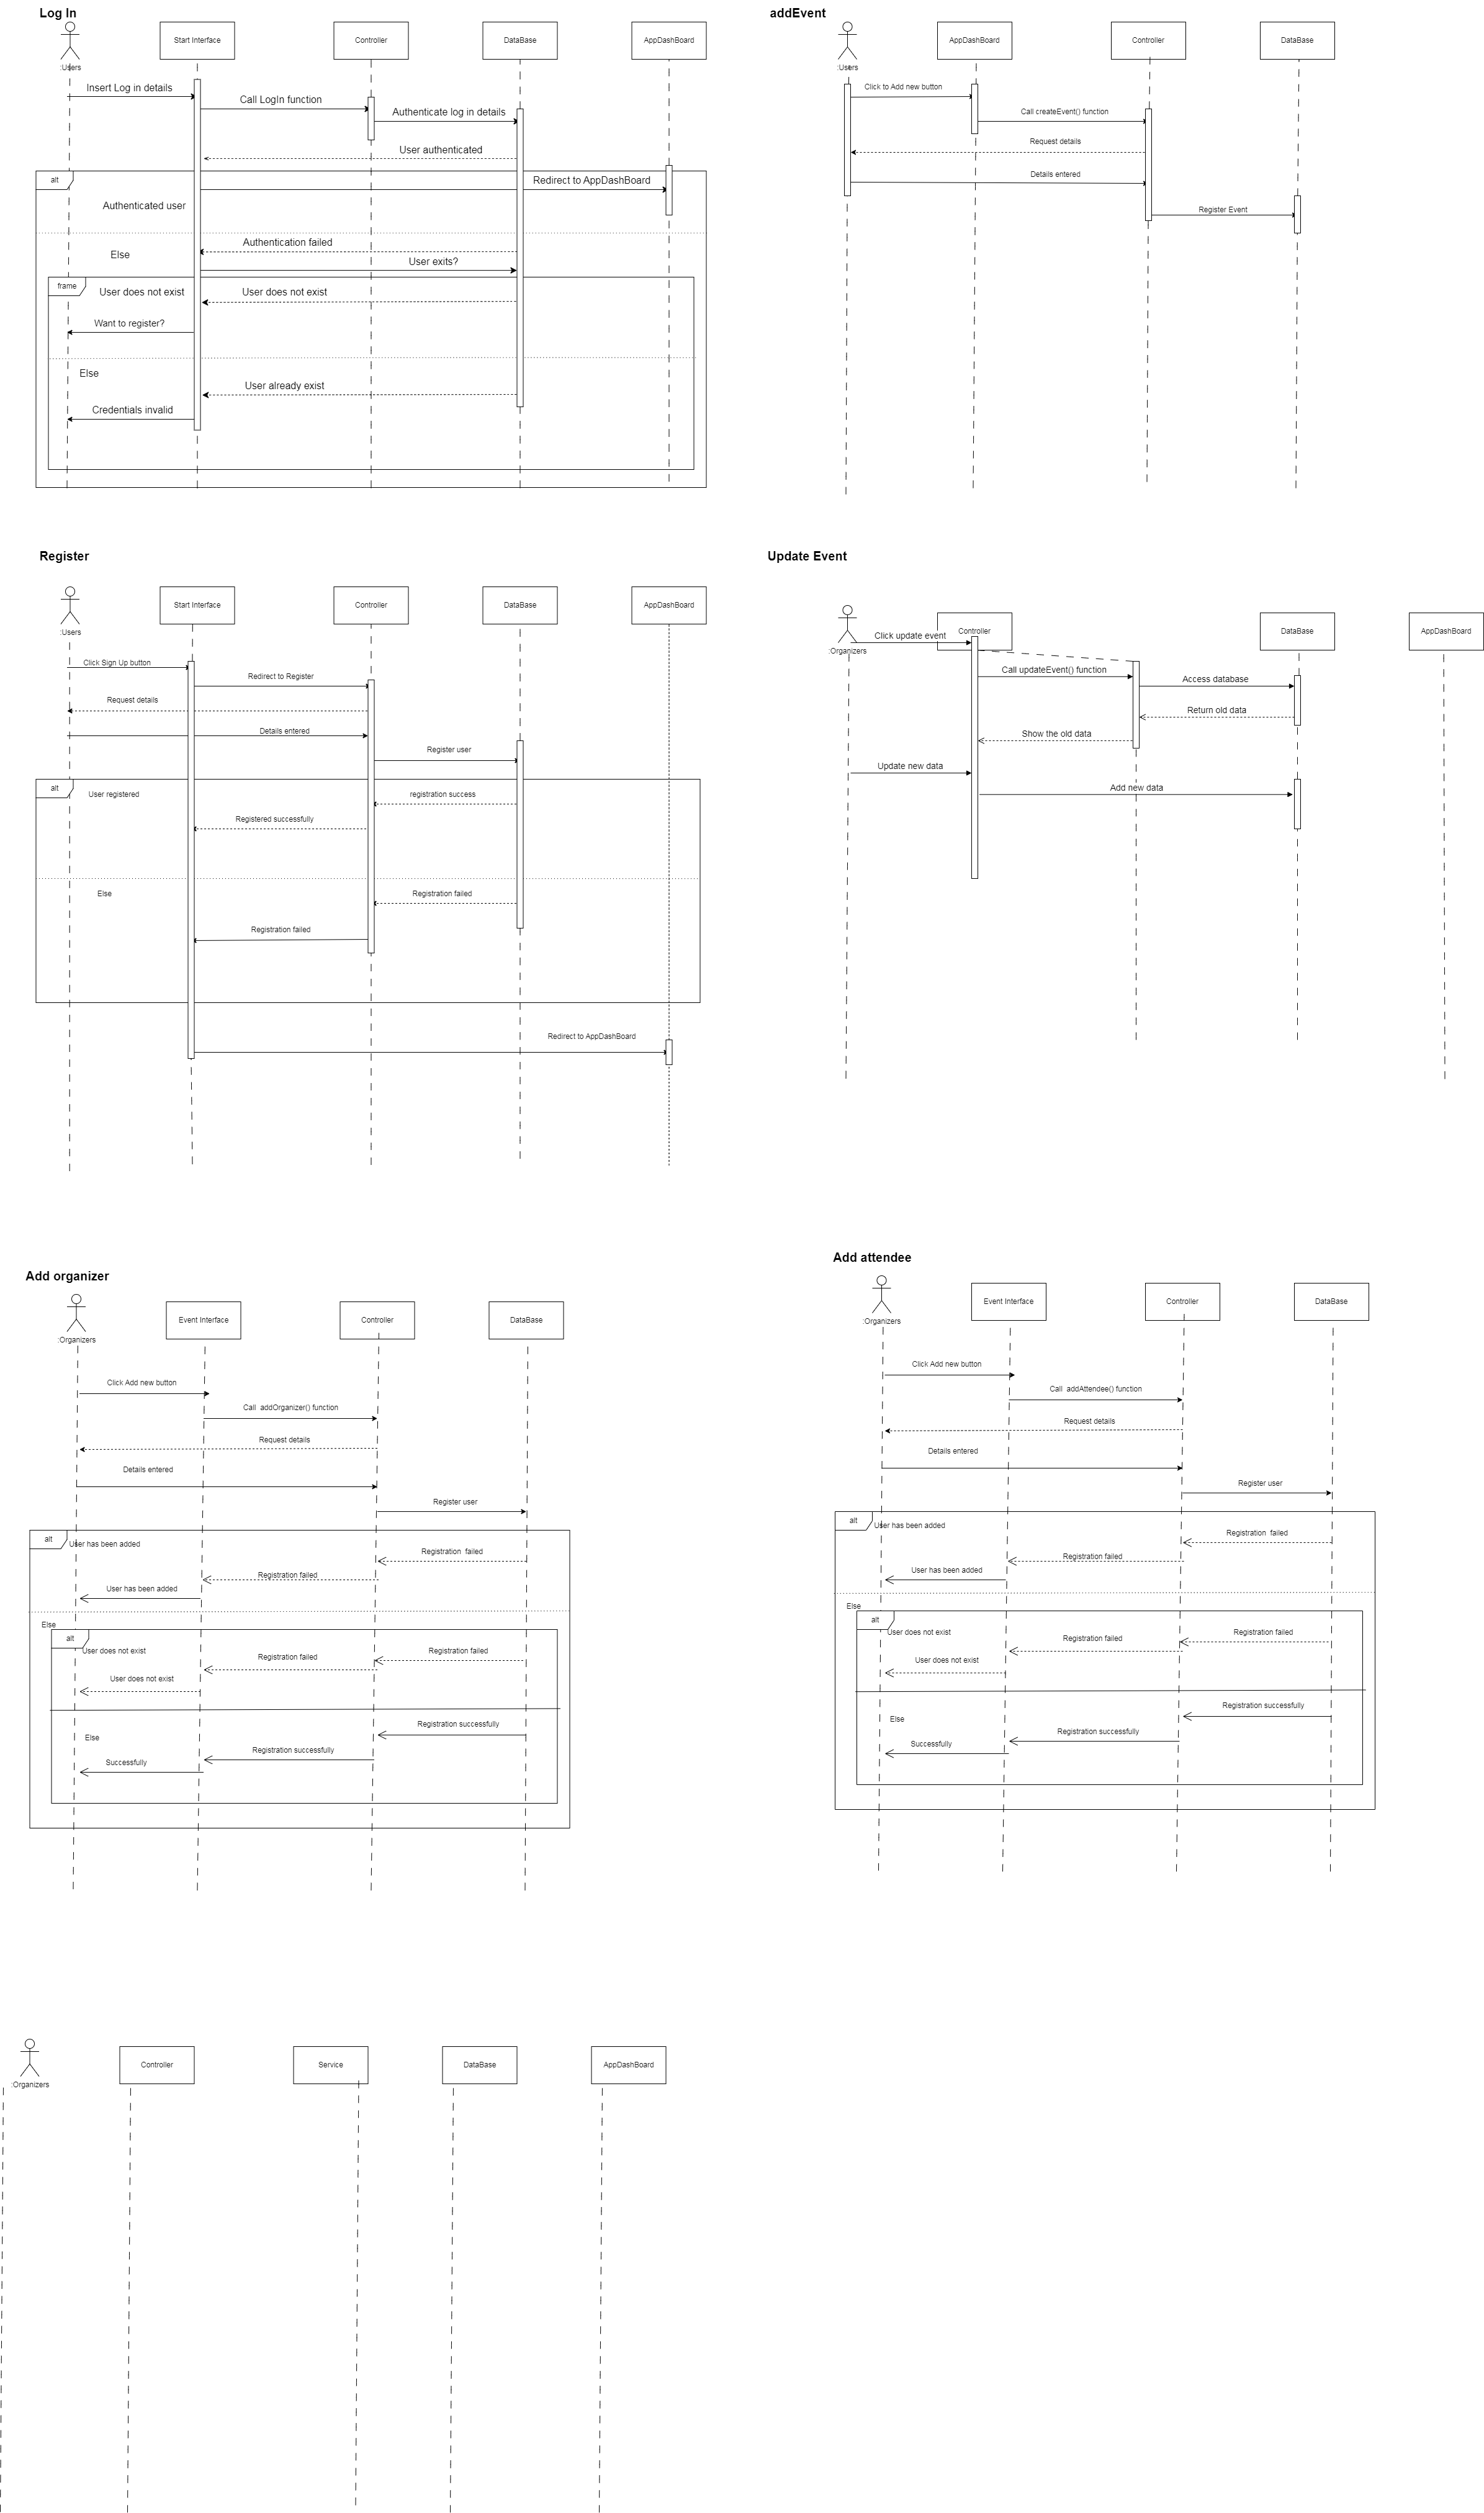 Log In
:Users
Start Interface
Controller
DataBase
AppDashBoard
Insert Log in details
Call LogIn function
Authenticate log in details
User authenticated
alt
Redirect to AppDashBoard
Authenticated user
Authentication failed
Else
User exits?
frame
User does not exist
User does not exist
Want to register?
Else
User already exist
Credentials invalid
addEvent
:Users
AppDashBoard
Controller
DataBase
Click to Add new button
Call createEvent() function
Request details
Details entered
Register Event
Register
:Users
Start Interface
Controller
DataBase
AppDashBoard
Click Sign Up button
Redirect to Register
Request details
Details entered
Register user
alt
User registered
registration success
Registered successfully
Else
Registration failed
Registration failed
Redirect to AppDashBoard
Update Event
:Organizers
Controller
DataBase
AppDashBoard
Click update event
Call updateEvent() function
Access database
Return old data
Show the old data
Update new data
Add new data
Add organizer
:Organizers
Event Interface
Controller
DataBase
Click Add new button
Call  addOrganizer() function
Request details
Details entered
Register user
alt
User has been added
Registration  failed
Registration failed
User has been added
Else
alt
User does not exist
Registration failed
Registration failed
User does not exist
Registration successfully
Else
Registration successfully
Successfully
Add attendee
:Organizers
Event Interface
Controller
DataBase
Click Add new button
Call  addAttendee() function
Request details
Details entered
Register user
alt
User has been added
Registration  failed
Registration failed
User has been added
Else
alt
User does not exist
Registration failed
Registration failed
User does not exist
Registration successfully
Else
Registration successfully
Successfully
:Organizers
Controller
Service
DataBase
AppDashBoard